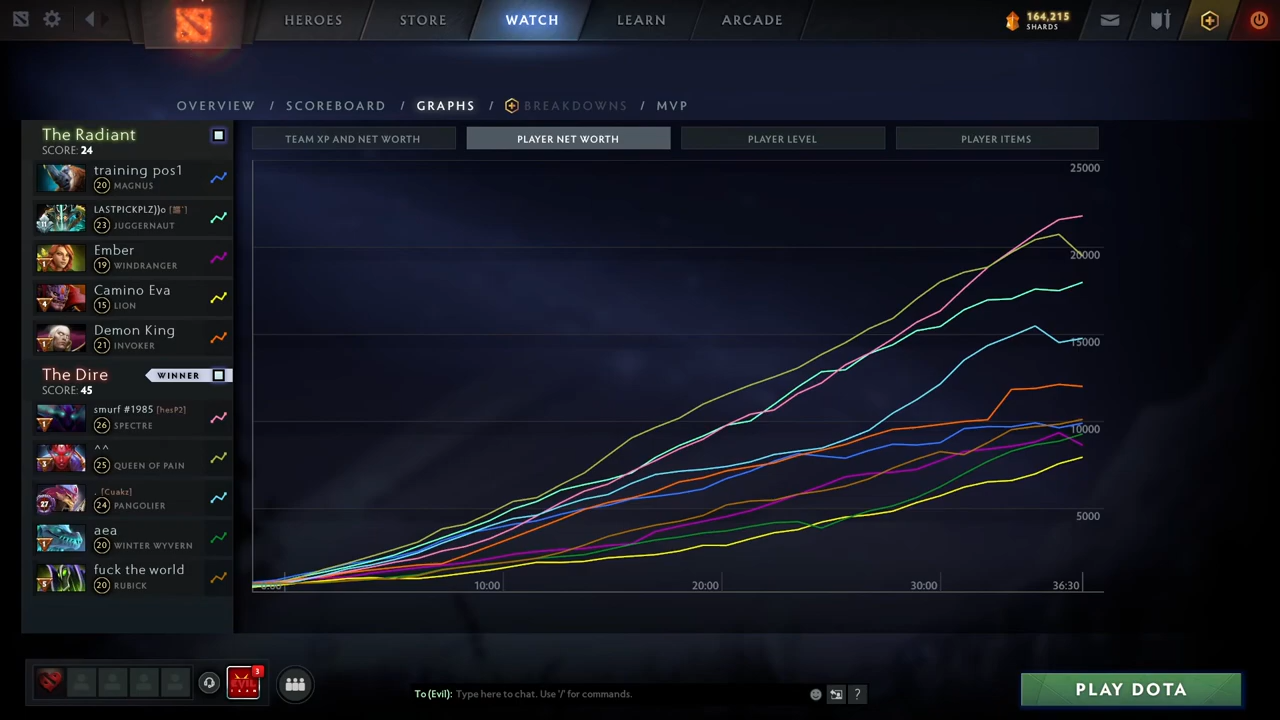 HEROES
STORE
WATCH
LEARN
ARCADE
164,215
SHARDS
OVERVIEW / SCOREBOARD / GRAPHS / BREAKDOWNS / MVP
The Radiant
SCORE: 24
training pos1
20 MAGNUS
LASTPICKPLZ}}o
23 JUGGERNAUT
Ember
19 WINDRANGER
Camino Eva
15 LION
Demon King
21 INVOKER
The Dire
WINNER
SCORE: 45
smurf #1985 [hesP2]
26 SPECTRE
^^
25 QUEEN OF PAIN
. [Cuakz]
24 PANGOLIER
aea
20 WINTER WYVERN
fuck the world
20 RUBICK
TEAM XP AND NET WORTH
PLAYER NET WORTH
PLAYER LEVEL
PLAYER ITEMS
25000
20000
15000
10000
5000
10:00
20:00
30:00
36:30
3
To (Evil): Type here to chat. Use '/' for commands.
?
PLAY DOTA